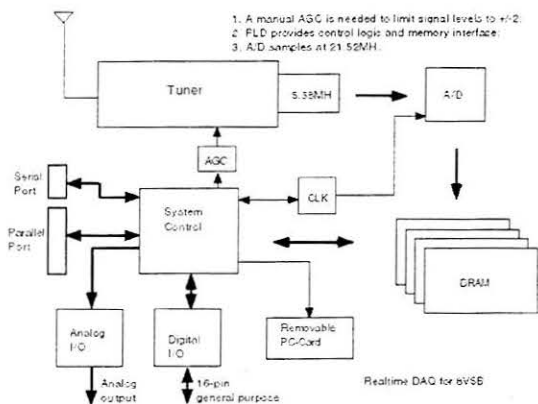 1. A manual AGC is needed to limit signal levels to +/-2.
2. PLD provides control logic and memory interface.
3. A/D samples at 21.52MH.
Tuner
5.38MH
A/D
AGC
Serial
Port
CLK
System
Control
Parallel
Port
DRAM
Analog
I/O
Digital
I/O
Removable
PC-Card
Analog
output
16-pin
general purpose
Realtime DAQ for 8VSB